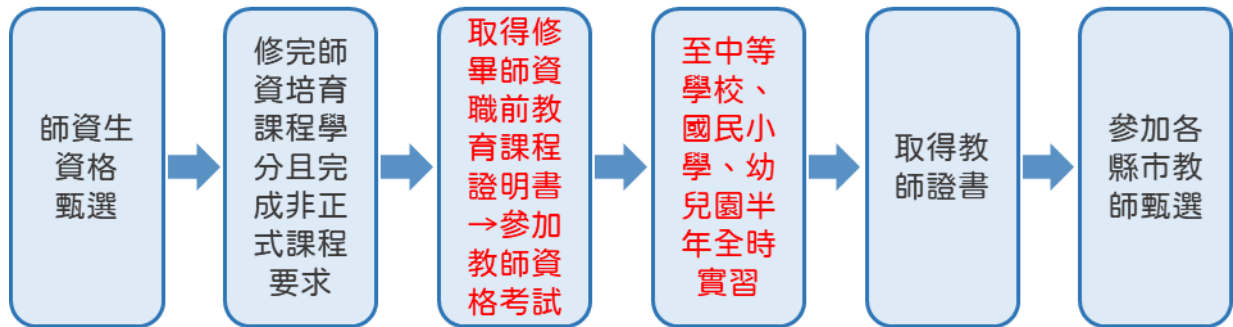 師資生
資格
甄選
修完師
資培育
課程學
分且完
成非正
式課程
要求
取得修
畢師資
職前教
育課程
證明書
→參加
教師資
格考試
至中等
學校、
國民小
學、幼
兒園半
年全時
實習
取得教
師證書
參加各
縣市教
師甄選